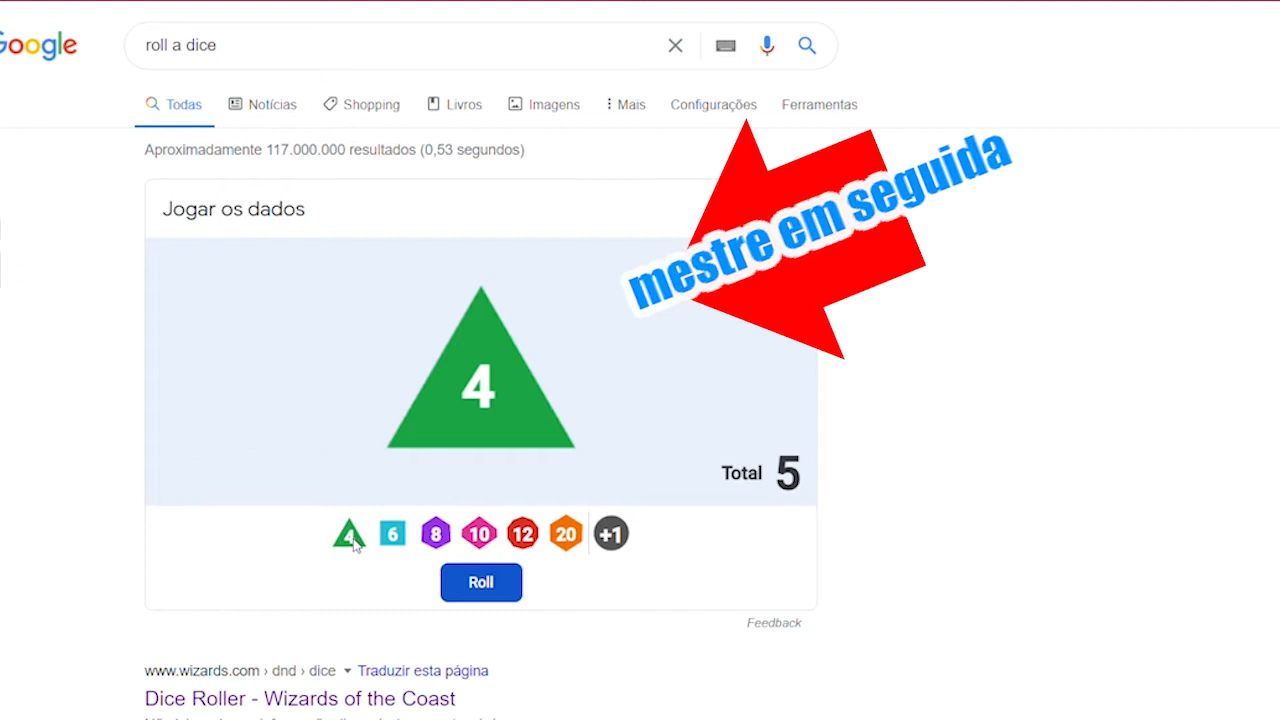 Google
roll a dice
Todas Notícias Shopping Livros Imagens Mais Configurações Ferramentas
Aproximadamente 117.000.000 resultados (0,53 segundos)
Jogar os dados
mestre em seguida
4
Total 5
4 6 8 10 12 20 +1
Roll
Feedback
www.wizards.com › dnd › dice Traduzir esta página
Dice Roller - Wizards of the Coast